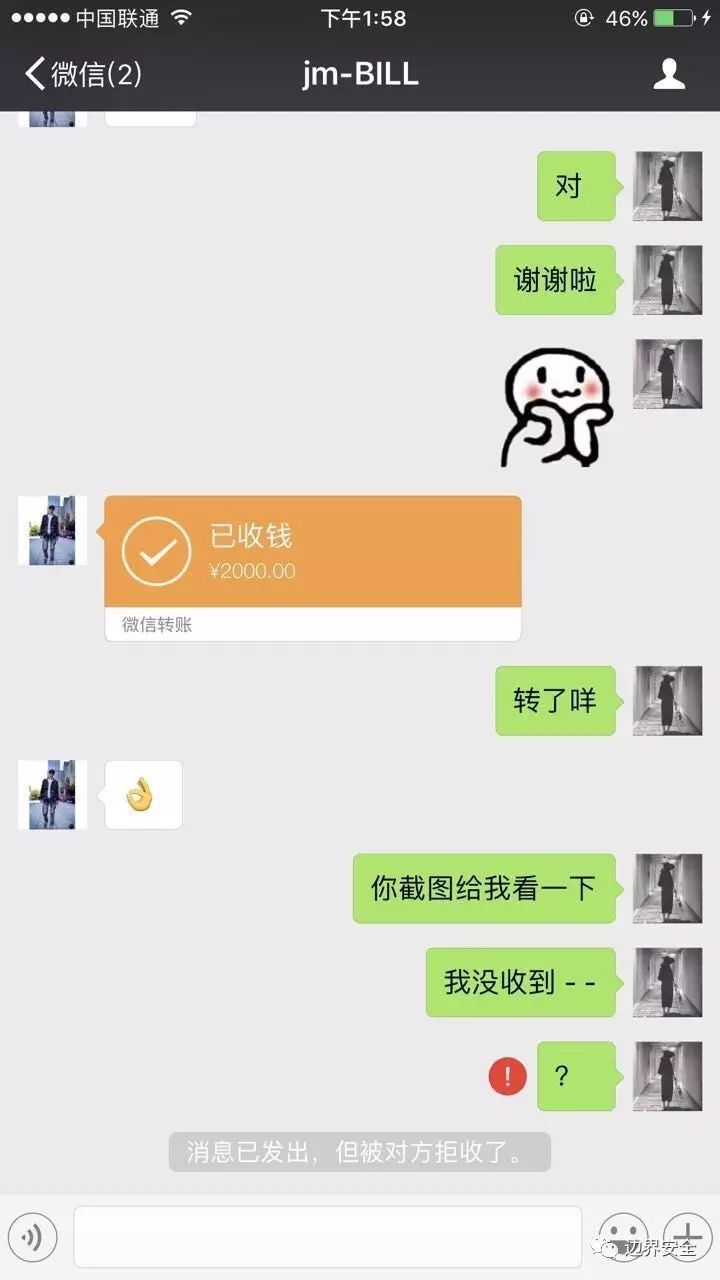 中国联通 下午1:58 46%
微信(2) jm-BILL
对
谢谢啦
已收钱
¥2000.00
微信转账
转了咩
你截图给我看一下
我没收到 - -
! ?
消息已发出，但被对方拒收了。
边界安全